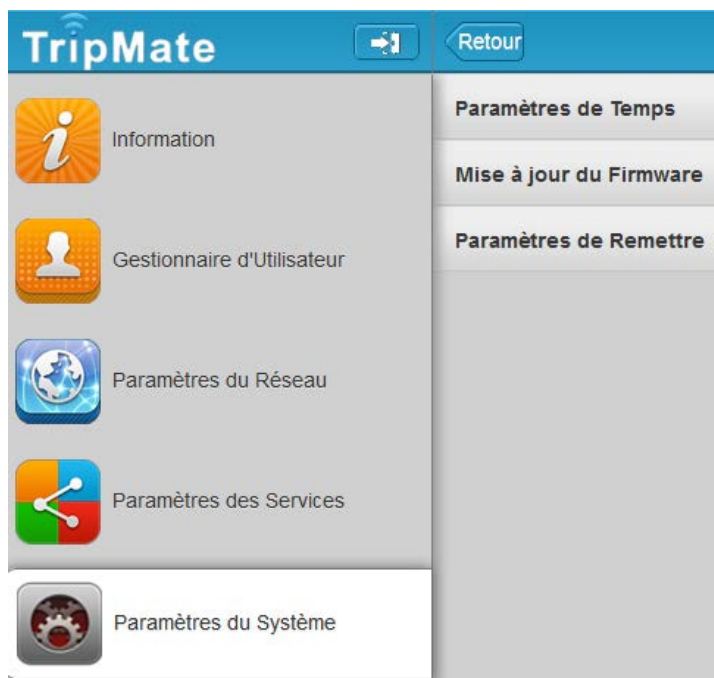 TripMate
Information
Gestionnaire d'Utilisateur
Paramètres du Réseau
Paramètres des Services
Paramètres du Système
Retour
Paramètres de Temps
Mise à jour du Firmware
Paramètres de Remettre